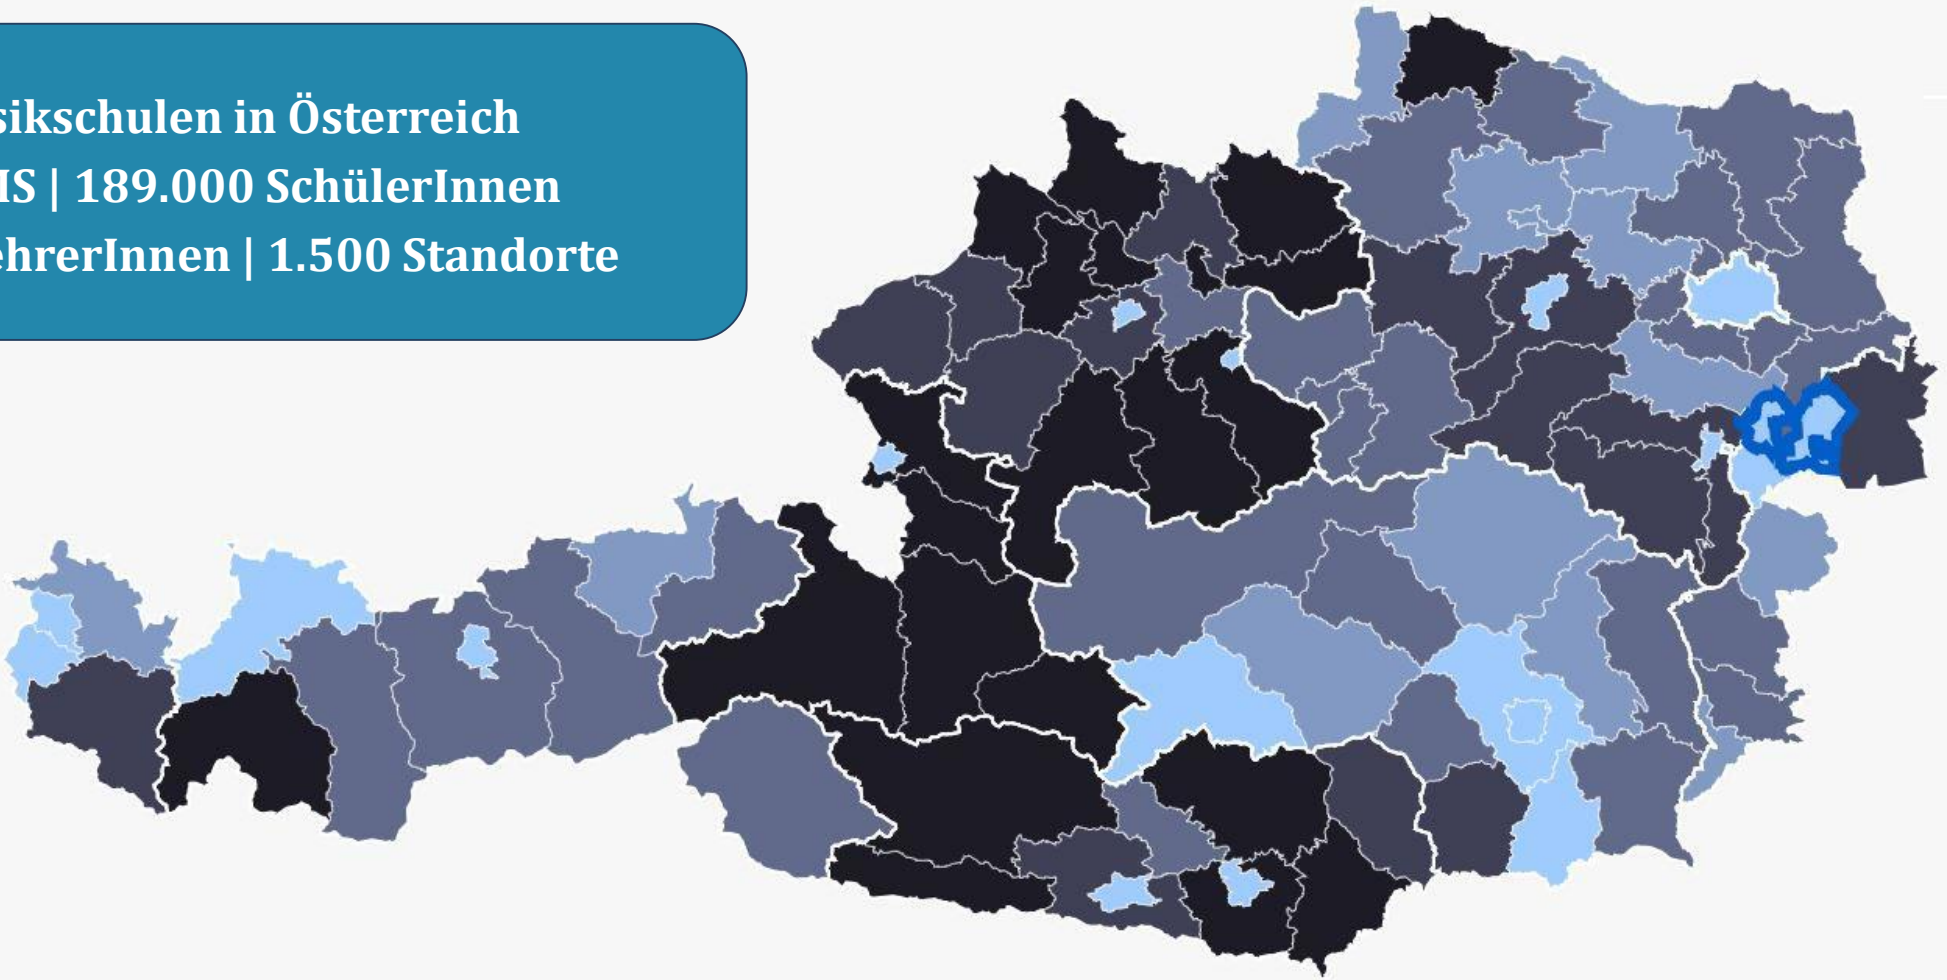 sikschulen in Österreich
IS | 189.000 SchülerInnen
ehrerInnen | 1.500 Standorte